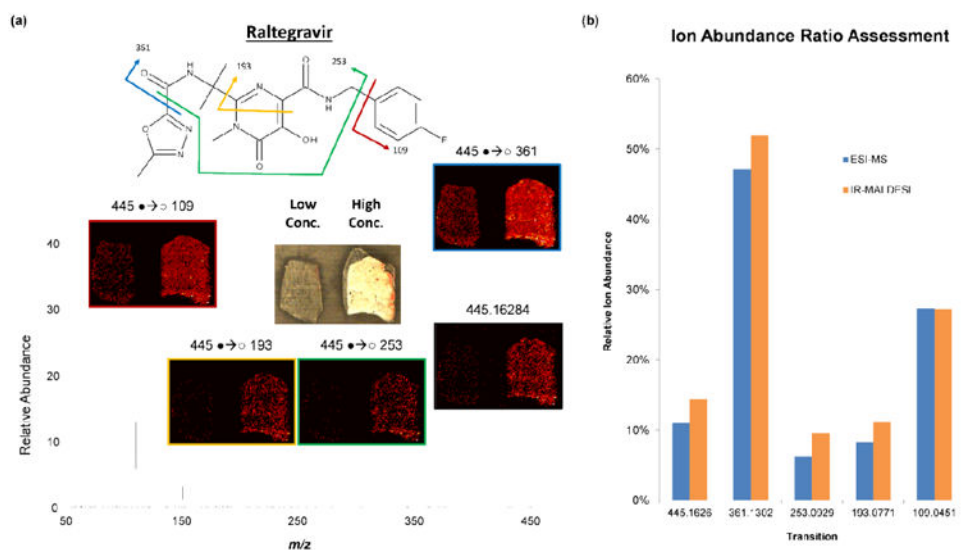 (a)
Raltegravir
351
193
253
O
H
N
N
N
O
N
H
O
N
N
N
O
OH
F
109
445 ●→○ 109
Low
Conc.
High
Conc.
445 ●→○ 361
445.16284
445 ●→○ 193
445 ●→○ 253
Relative Abundance
40
30
20
10
0
50
150
250
350
450
m/z
(b)
Ion Abundance Ratio Assessment
60%
50%
40%
30%
20%
10%
0%
Relative Ion Abundance
ESI-MS
IR-MALDESI
445.1626
361.1302
253.0929
193.0771
109.0451
Transition